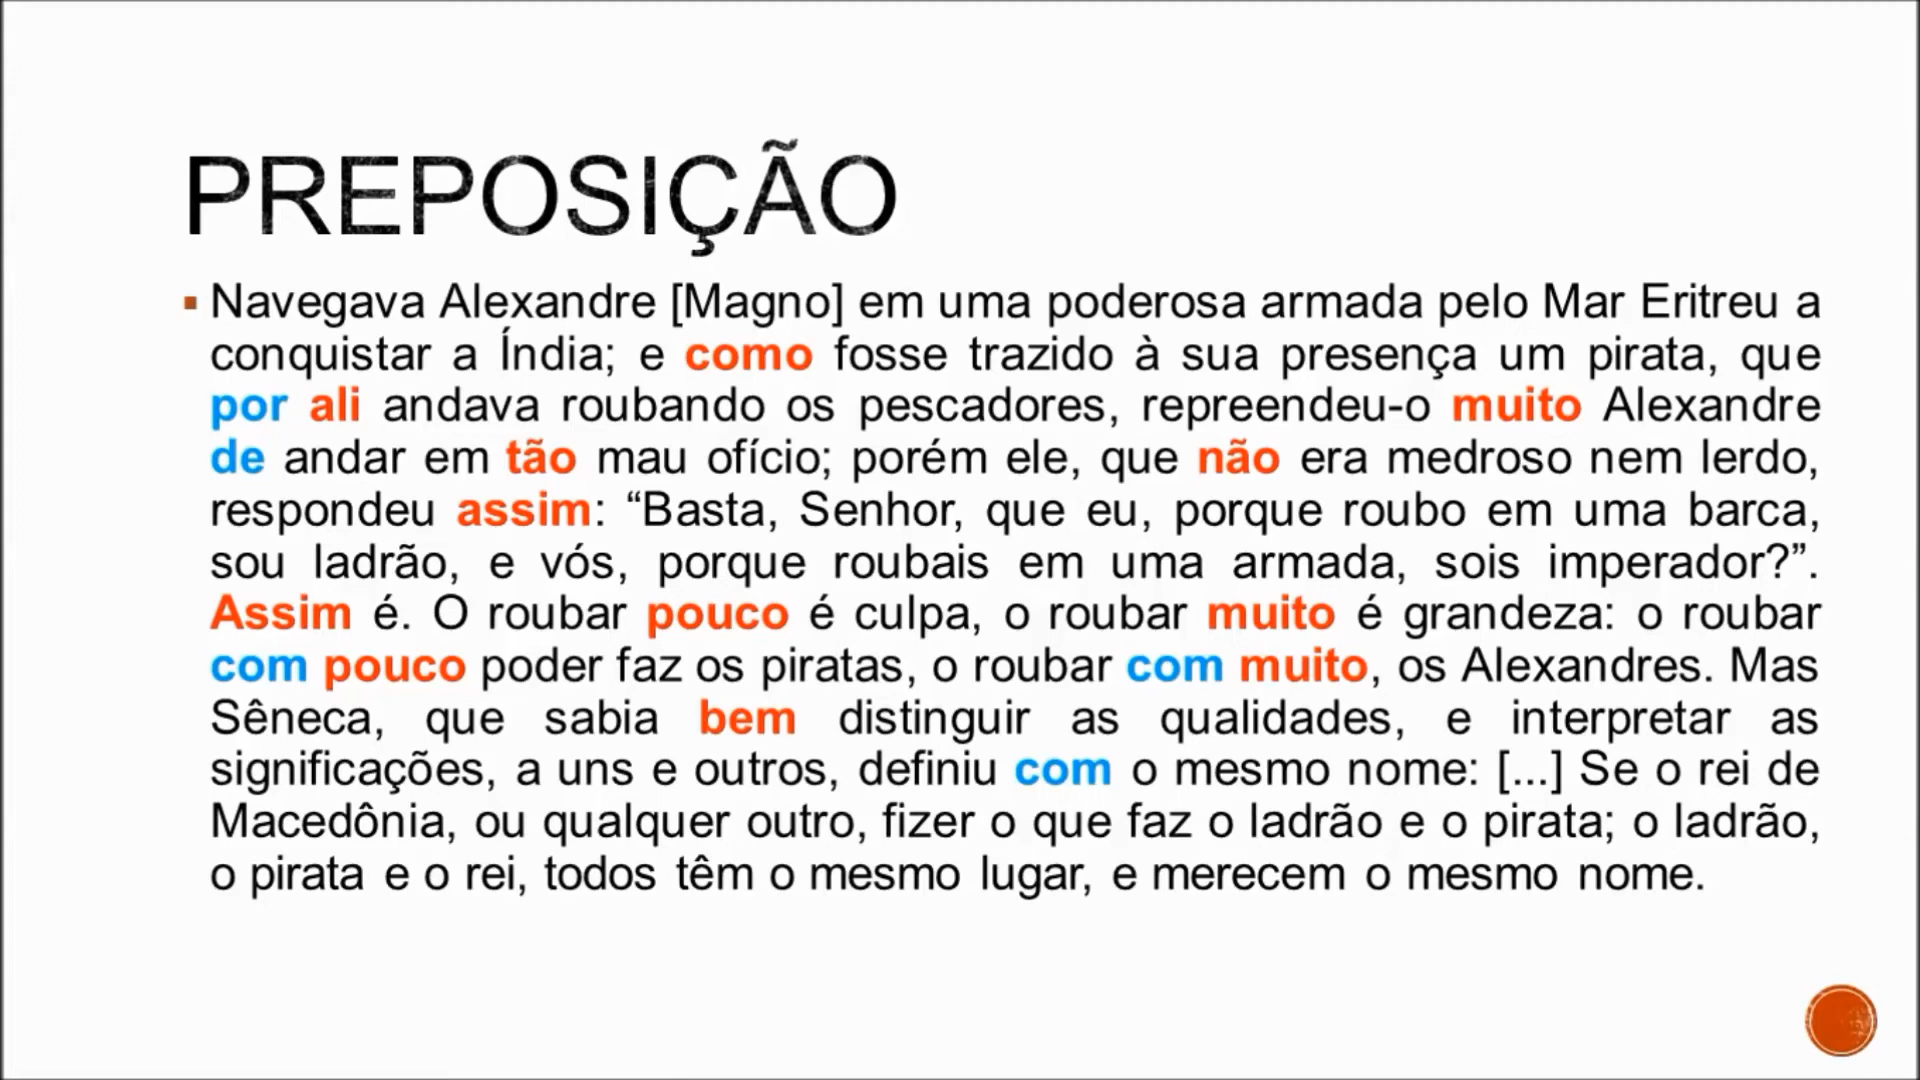 PREPOSIÇÃO
▪ Navegava Alexandre [Magno] em uma poderosa armada pelo Mar Eritreu a
conquistar a Índia; e como fosse trazido à sua presença um pirata, que
por ali andava roubando os pescadores, repreendeu-o muito Alexandre
de andar em tão mau ofício; porém ele, que não era medroso nem lerdo,
respondeu assim: “Basta, Senhor, que eu, porque roubo em uma barca,
sou ladrão, e vós, porque roubais em uma armada, sois imperador?”.
Assim é. O roubar pouco é culpa, o roubar muito é grandeza: o roubar
com pouco poder faz os piratas, o roubar com muito, os Alexandres. Mas
Sêneca, que sabia bem distinguir as qualidades, e interpretar as
significações, a uns e outros, definiu com o mesmo nome: [...] Se o rei de
Macedônia, ou qualquer outro, fizer o que faz o ladrão e o pirata; o ladrão,
o pirata e o rei, todos têm o mesmo lugar, e merecem o mesmo nome.